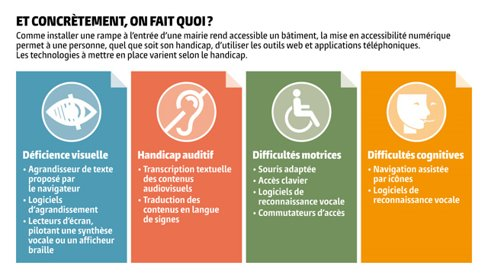 ET CONCRÈTEMENT, ON FAIT QUOI ?
Comme installer une rampe à l'entrée d'une mairie rend accessible un bâtiment, la mise en accessibilité numérique
permet à une personne, quel que soit son handicap, d'utiliser les outils web et applications téléphoniques.
Les technologies à mettre en place varient selon le handicap.
Déficience visuelle
• Agrandisseur de texte
proposé par
le navigateur
• Logiciels
d'agrandissement
• Lecteurs d'écran,
pilotant une synthèse
vocale ou un afficheur
braille
Handicap auditif
• Transcription textuelle
des contenus
audiovisuels
• Traduction des
contenus en langue
de signes
Difficultés motrices
• Souris adaptée
• Accès clavier
• Logiciels de
reconnaissance vocale
• Commutateurs d'accès
Difficultés cognitives
• Navigation assistée
par icônes
• Logiciels de
reconnaissance vocale